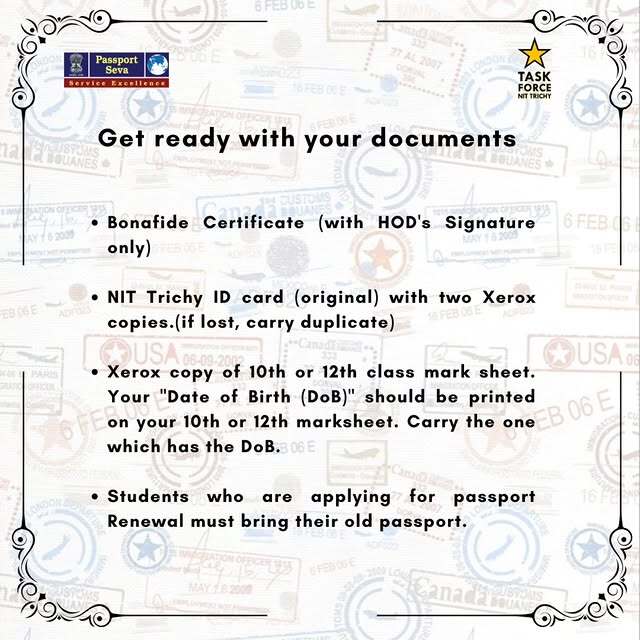 Passport
Seva
Service Excellence
TASK
FORCE
NIT TRICHY
Get ready with your documents
• Bonafide Certificate (with HOD's Signature
only)
• NIT Trichy ID card (original) with two Xerox
copies.(if lost, carry duplicate)
• Xerox copy of 10th or 12th class mark sheet.
Your "Date of Birth (DoB)" should be printed
on your 10th or 12th marksheet. Carry the one
which has the DoB.
• Students who are applying for passport
Renewal must bring their old passport.